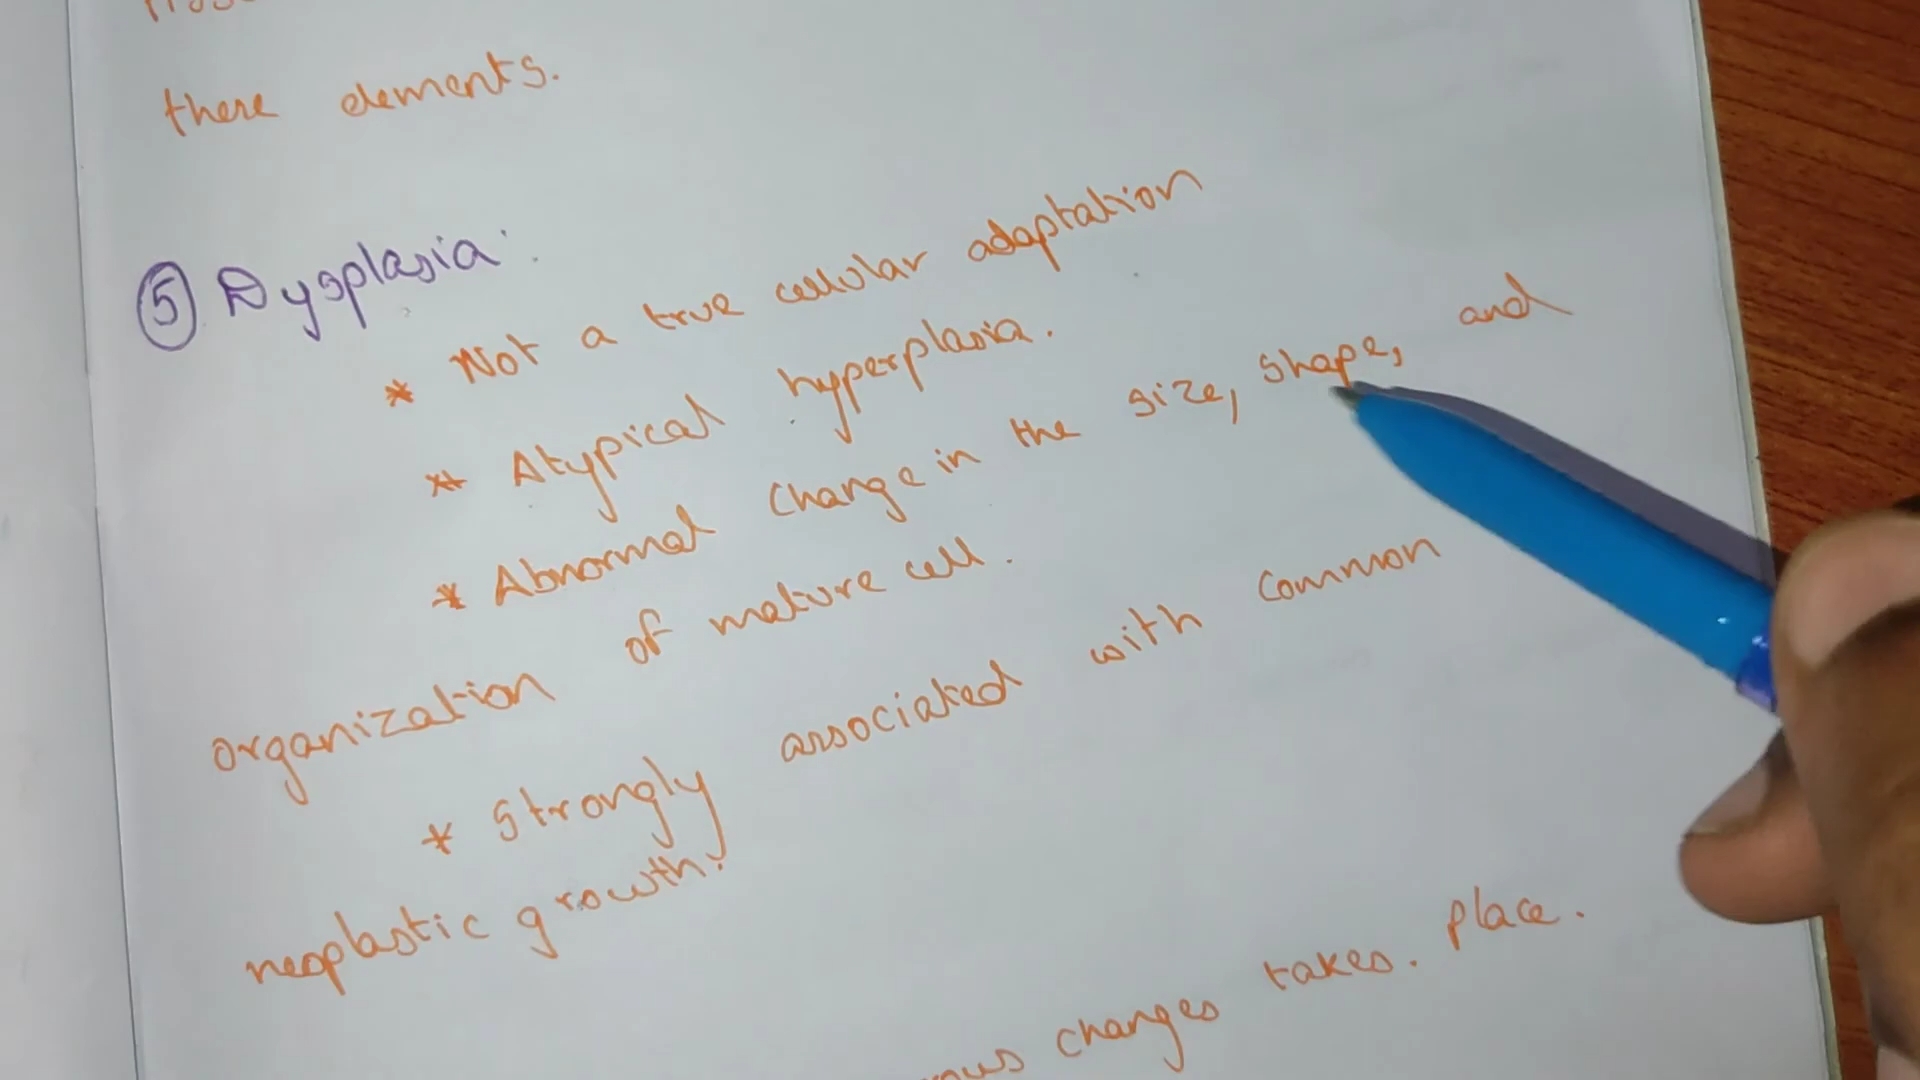 there elements.
⑤ Dysplasia:
* Not a true cellular adaptation
* Atypical hyperplasia.
* Abnormal change in the size, shape, and
organization of mature cell.
* Strongly associated with common
neoplastic growth.
changes takes. place.